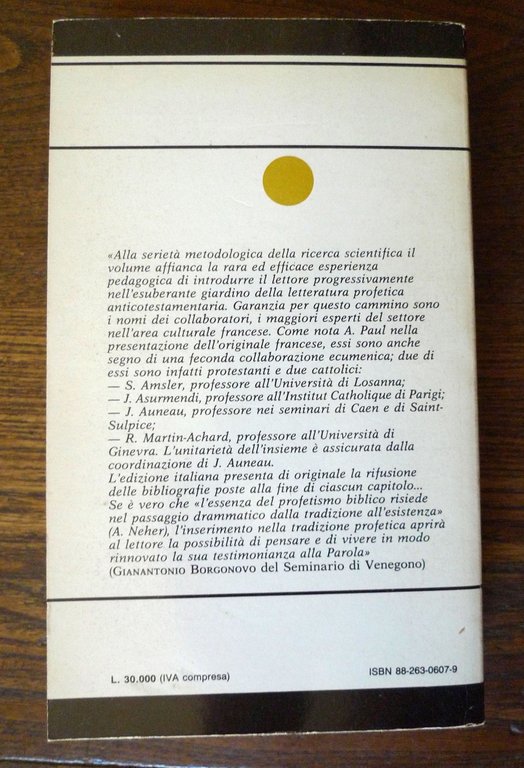 «Alla serietà metodologica della ricerca scientifica il
volume affianca la rara ed efficace esperienza
pedagogica di introdurre il lettore progressivamente
nell'esuberante giardino della letteratura profetica
anticotestamentaria. Garanzia per questo cammino sono
i nomi dei collaboratori, i maggiori esperti del settore
nell'area culturale francese. Come nota A. Paul nella
presentazione dell'originale francese, essi sono anche
segno di una feconda collaborazione ecumenica; due di
essi sono infatti protestanti e due cattolici:
— S. Amsler, professore all'Università di Losanna;
— J. Asurmendi, professore all'Institut Catholique di Parigi;
— J. Auneau, professore nei seminari di Caen e di Saint-
Sulpice;
— R. Martin-Achard, professore all'Università di
Ginevra. L'unitarietà dell'insieme è assicurata dalla
coordinazione di J. Auneau.
L'edizione italiana presenta di originale la rifusione
delle bibliografie poste alla fine di ciascun capitolo...
Se è vero che «l'essenza del profetismo biblico risiede
nel passaggio drammatico dalla tradizione all'esistenza»
(A. Neher), l'inserimento nella tradizione profetica aprirà
al lettore la possibilità di pensare e di vivere in modo
rinnovato la sua testimonianza alla Parola»
(GIANANTONIO BORGONOVO del Seminario di Venegono)
L. 30.000 (IVA compresa)
ISBN 88-263-0607-9